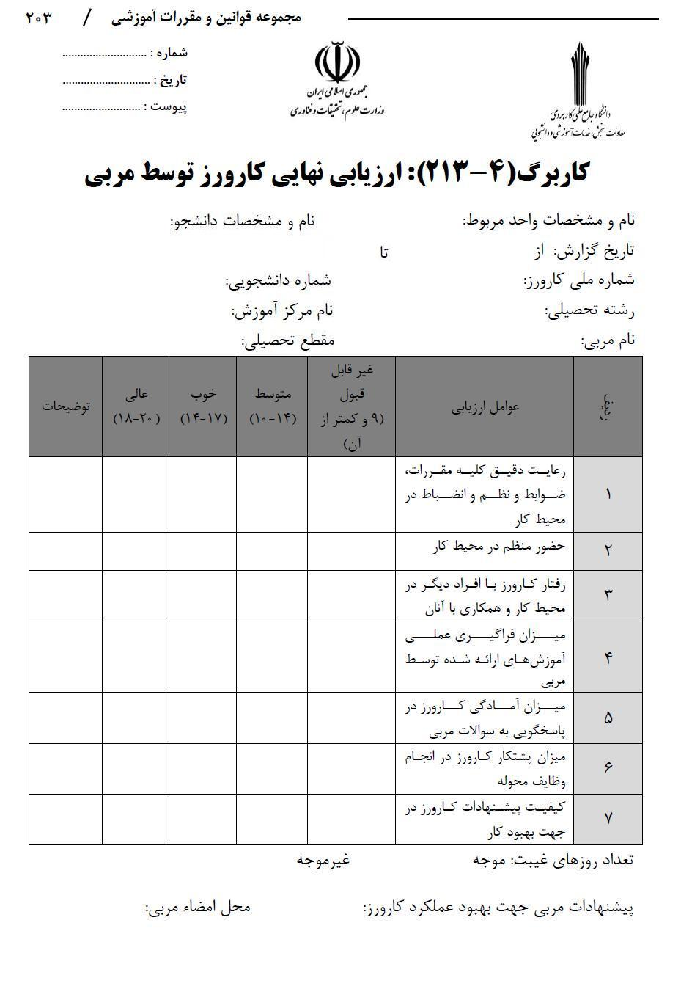 مجموعه قوانین و مقررات آموزشی / ۲۰۳
دانشگاه جامع علمی کاربردی
معاونت سنجش، خدمات آموزشی و دانشجویی
جمهوری اسلامی ایران
وزارت علوم، تحقیقات و فناوری
شماره : ............................
تاریخ : .............................
پیوست : ..........................
کاربرگ(۴-۲۱۳): ارزیابی نهایی کارورز توسط مربی
نام و مشخصات واحد مربوط: نام و مشخصات دانشجو:
تاریخ گزارش: از تا
شماره ملی کارورز: شماره دانشجویی:
رشته تحصیلی: نام مرکز آموزش:
نام مربی: مقطع تحصیلی:
ردیف
عوامل ارزیابی
غیر قابل
قبول
(۹ و کمتر از
آن)
متوسط
(۱۰-۱۴)
خوب
(۱۴-۱۷)
عالی
(۱۸-۲۰)
توضیحات
۱
رعایت دقیق کلیه مقررات،
ضوابط و نظم و انضباط در
محیط کار
۲
حضور منظم در محیط کار
۳
رفتار کارورز با افراد دیگر در
محیط کار و همکاری با آنان
۴
میزان فراگیری عملی
آموزش‌های ارائه شده توسط
مربی
۵
میزان آمادگی کارورز در
پاسخگویی به سوالات مربی
۶
میزان پشتکار کارورز در انجام
وظایف محوله
۷
کیفیت پیشنهادات کارورز در
جهت بهبود کار
تعداد روزهای غیبت: موجه غیرموجه
پیشنهادات مربی جهت بهبود عملکرد کارورز: محل امضاء مربی: